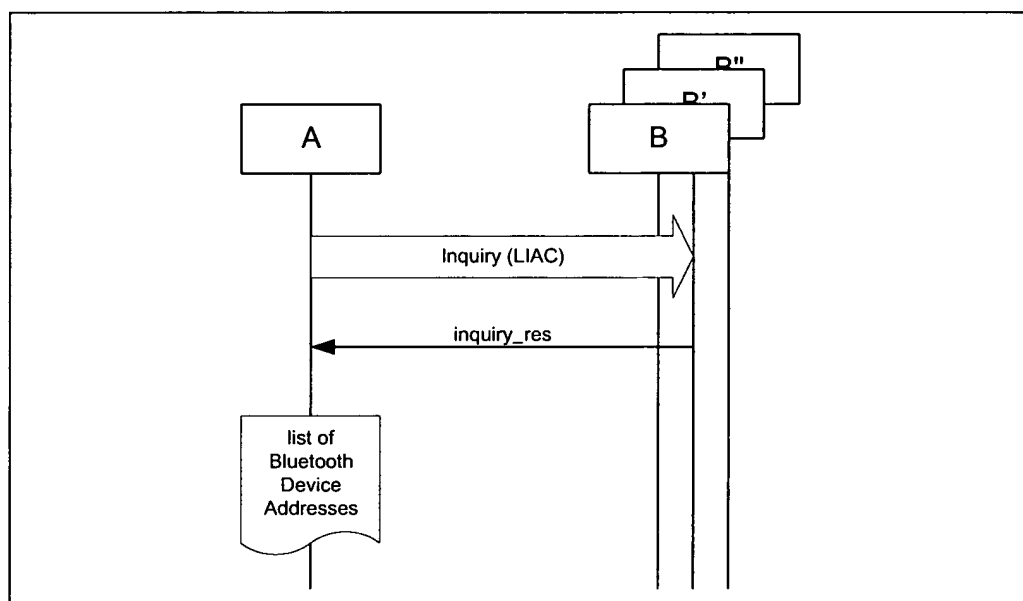 B"
B'
A
B
Inquiry (LIAC)
inquiry_res
list of
Bluetooth
Device
Addresses